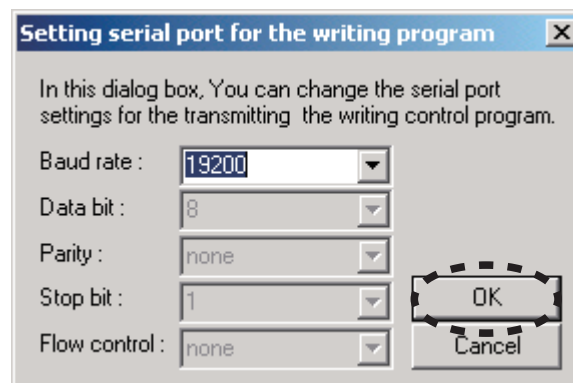 Setting serial port for the writing program
In this dialog box, You can change the serial port
settings for the transmitting the writing control program.
Baud rate : 19200
Data bit : 8
Parity : none
Stop bit : 1
OK
Flow control : none
Cancel